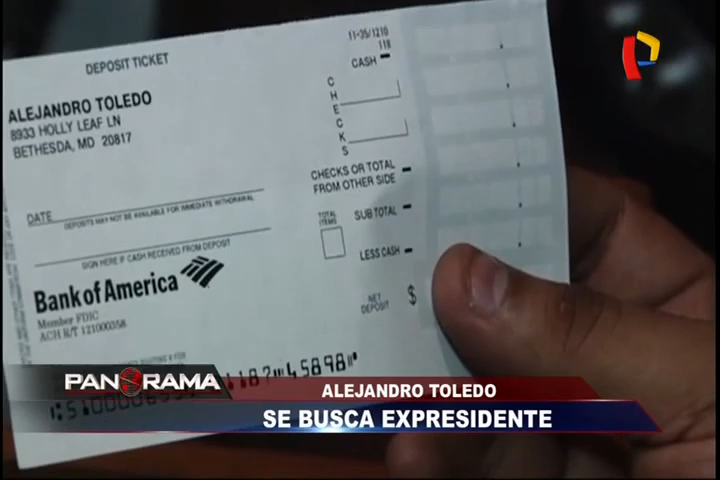 DEPOSIT TICKET
11-35/1210
118
ALEJANDRO TOLEDO
8933 HOLLY LEAF LN
BETHESDA, MD 20817
CASH
CHECKS
CHECKS OR TOTAL
FROM OTHER SIDE
DATE
DEPOSITS MAY NOT BE AVAILABLE FOR IMMEDIATE WITHDRAWAL
TOTAL
ITEMS
SUB TOTAL
SIGN HERE IF CASH RECEIVED FROM DEPOSIT
LESS CASH
Bank of America
Member FDIC
ACH R/T 121000358
NET
DEPOSIT
$
PANORAMA
ALEJANDRO TOLEDO
SE BUSCA EXPRESIDENTE